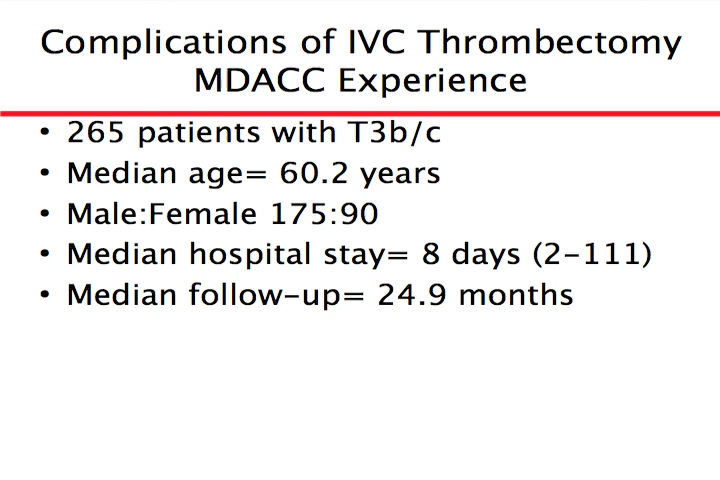 Complications of IVC Thrombectomy
MDACC Experience
• 265 patients with T3b/c
• Median age= 60.2 years
• Male:Female 175:90
• Median hospital stay= 8 days (2-111)
• Median follow-up= 24.9 months